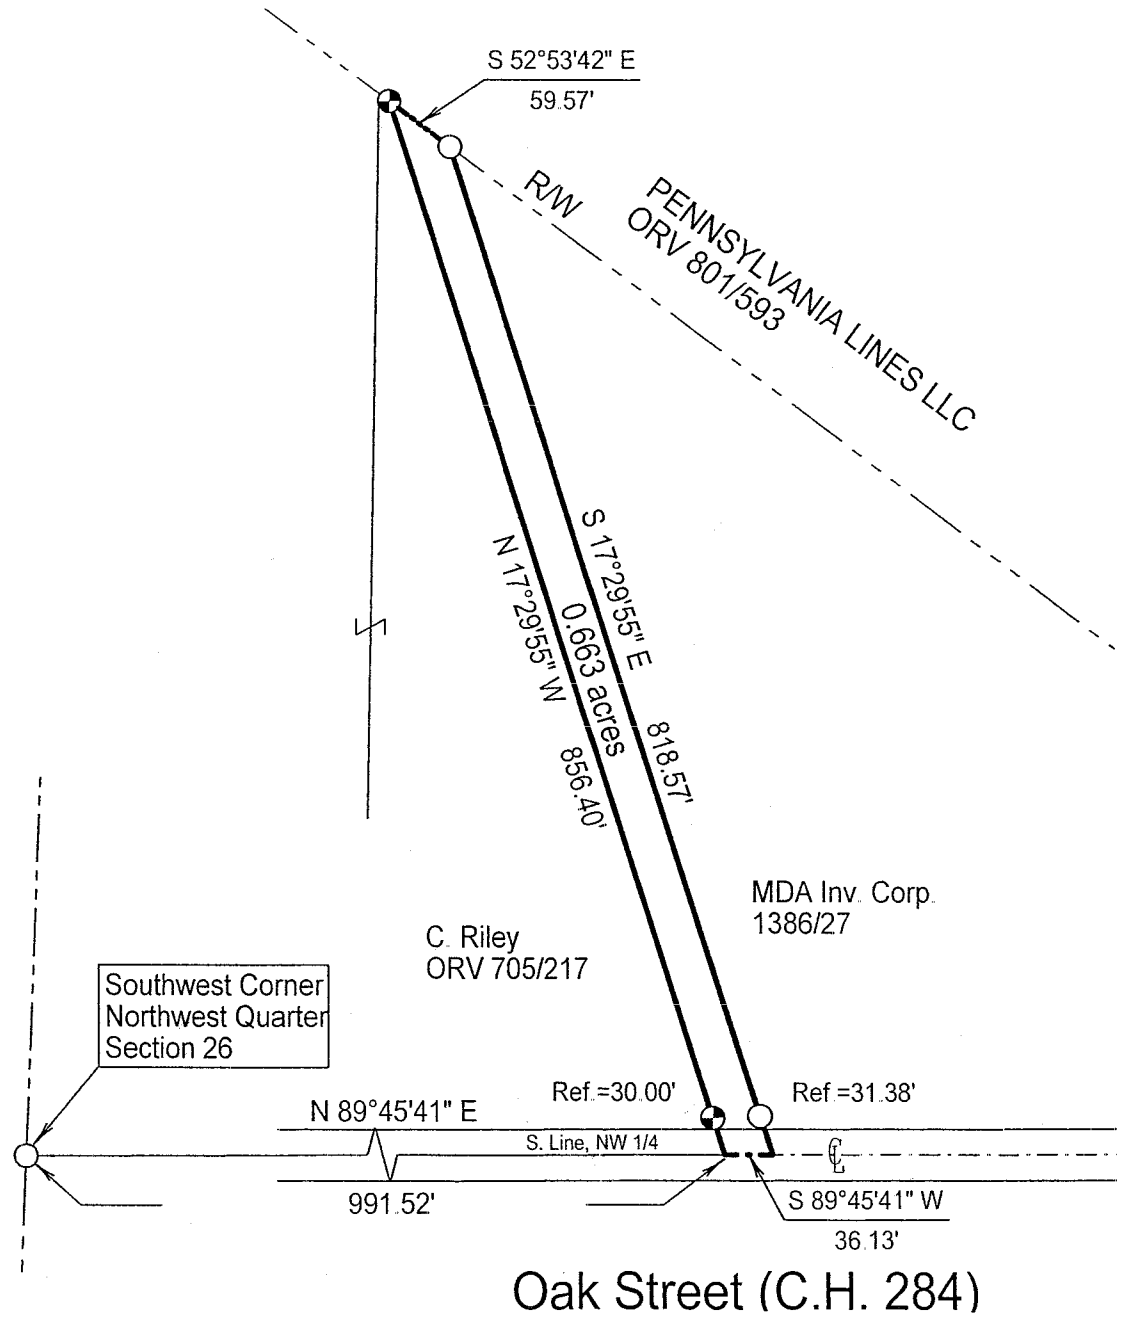 S 52°53'42" E
59.57'
R/W
PENNSYLVANIA LINES LLC
ORV 801/593
S 17°29'55" E
818.57'
N 17°29'55" W
856.40'
0.663 acres
MDA Inv. Corp.
1386/27
C. Riley
ORV 705/217
Southwest Corner
Northwest Quarter
Section 26
Ref.=30.00'
Ref.=31.38'
N 89°45'41" E
S. Line, NW 1/4
CL
991.52'
S 89°45'41" W
36.13'
Oak Street (C.H. 284)